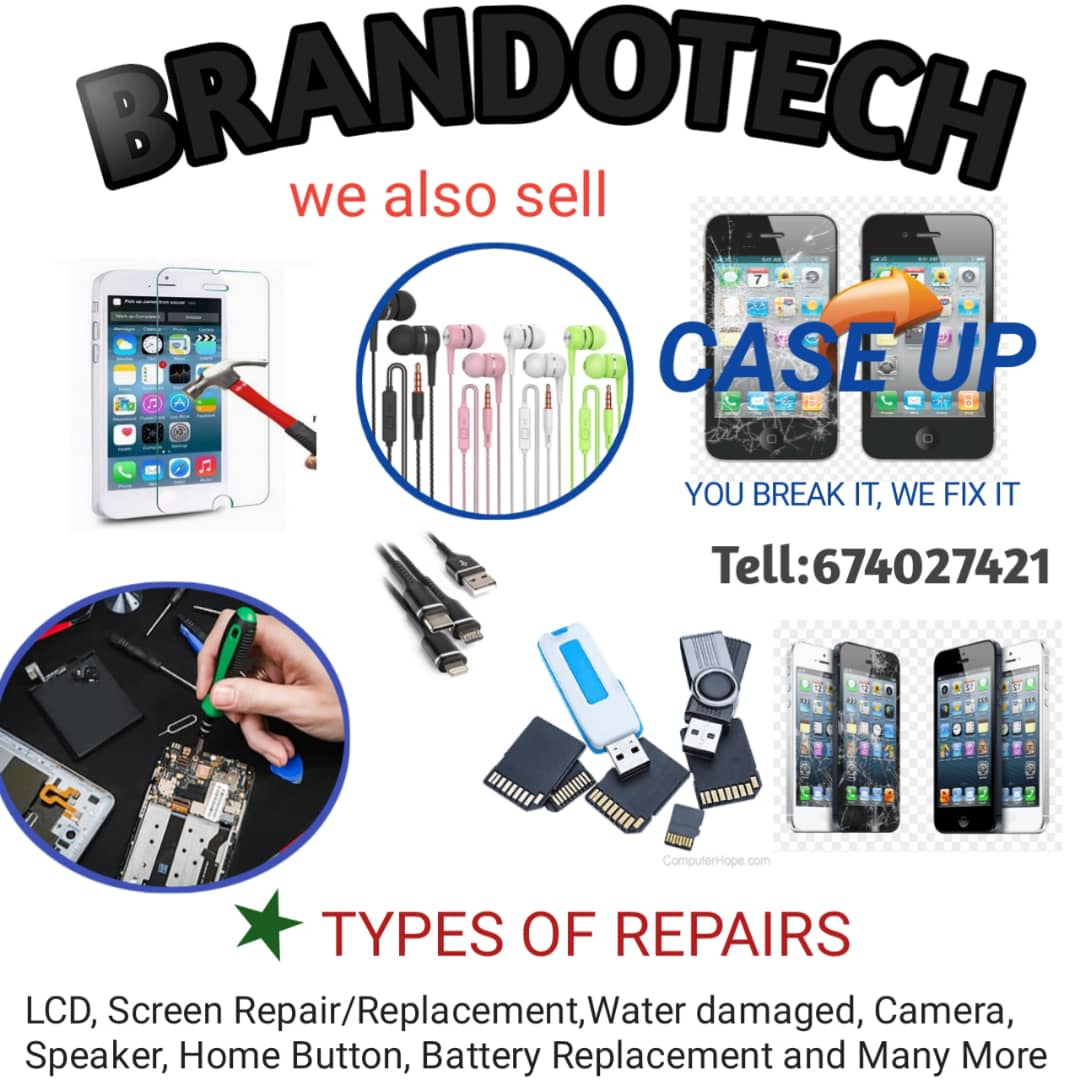 BRANDOTECH
we also sell
CASE UP
YOU BREAK IT, WE FIX IT
Tell:674027421
ComputerHope.com
TYPES OF REPAIRS
LCD, Screen Repair/Replacement,Water damaged, Camera,
Speaker, Home Button, Battery Replacement and Many More